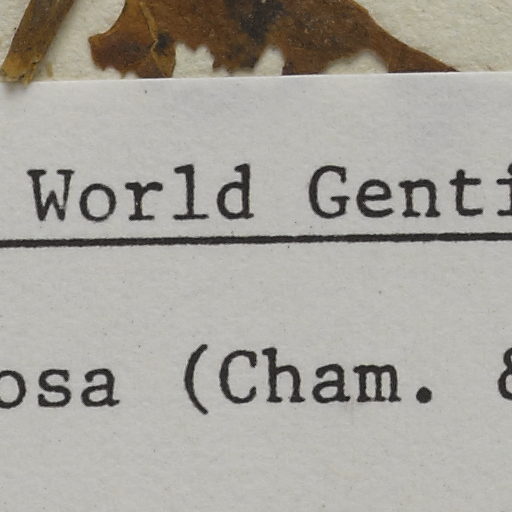 World Genti
osa (Cham. &